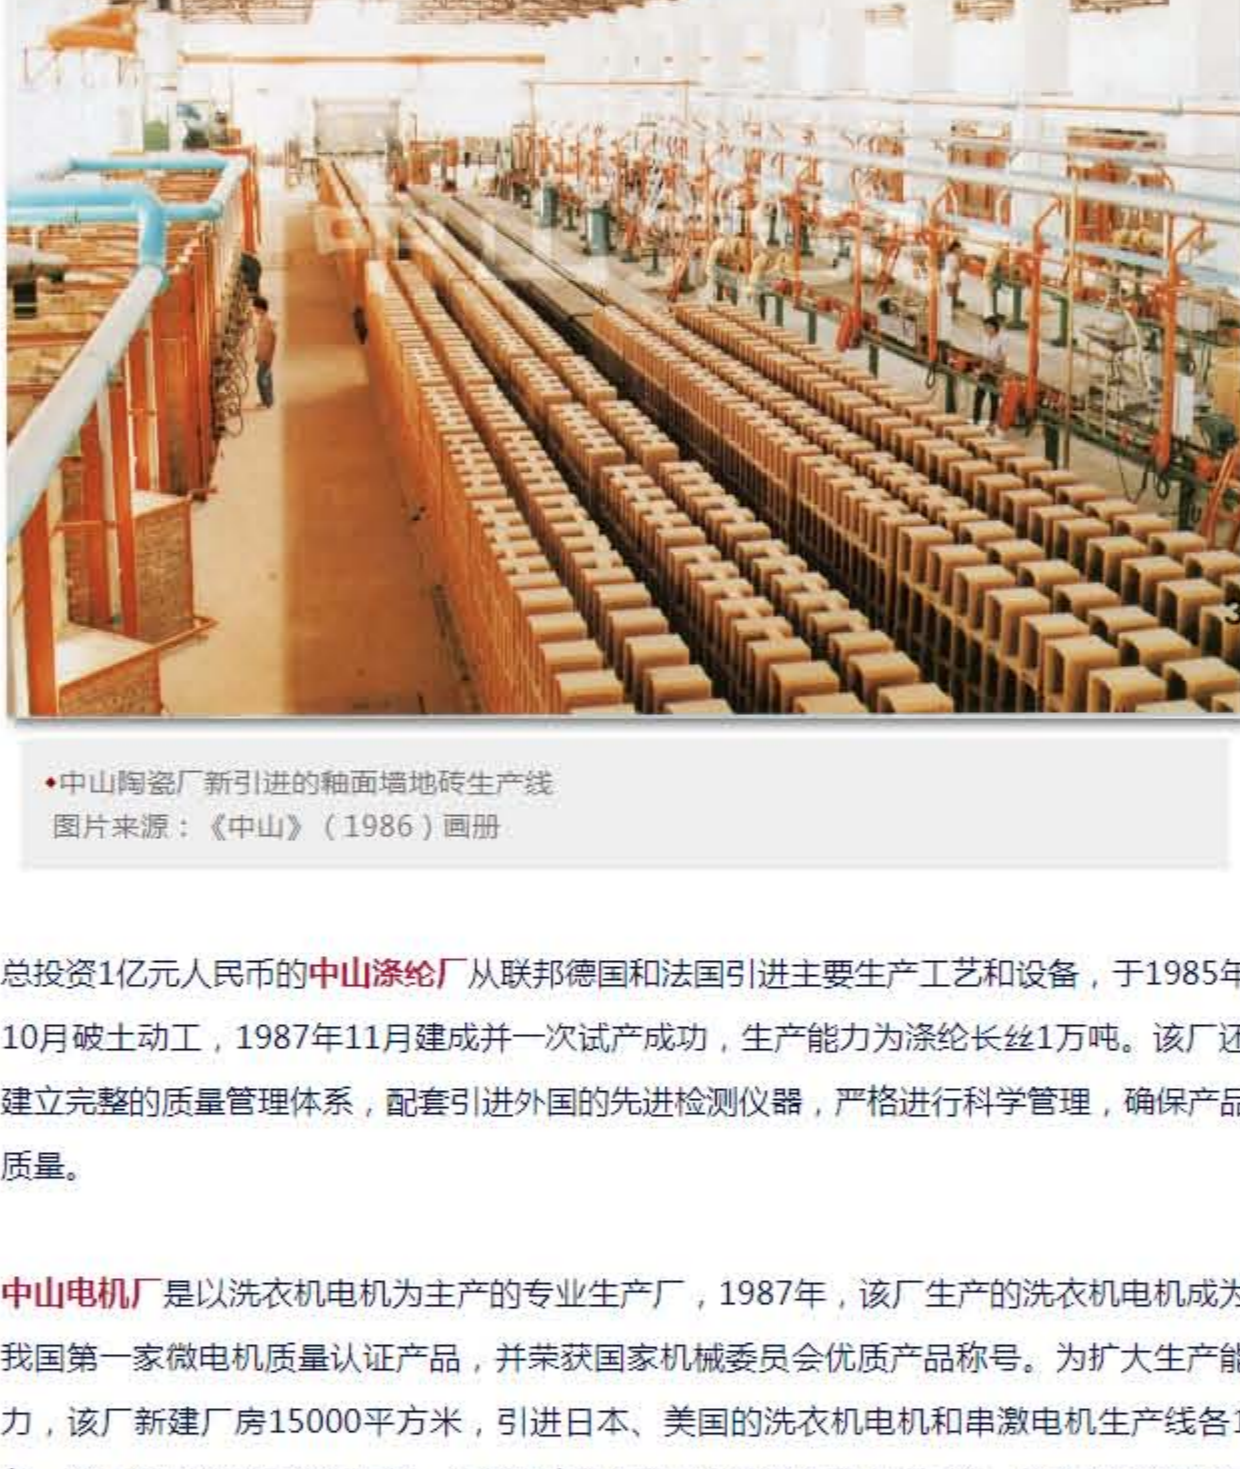 ◆中山陶瓷厂新引进的釉面墙地砖生产线
图片来源：《中山》（1986）画册
总投资1亿元人民币的中山涤纶厂从联邦德国和法国引进主要生产工艺和设备，于1985年
10月破土动工，1987年11月建成并一次试产成功，生产能力为涤纶长丝1万吨。该厂还
建立完整的质量管理体系，配套引进外国的先进检测仪器，严格进行科学管理，确保产品
质量。
中山电机厂是以洗衣机电机为主产的专业生产厂，1987年，该厂生产的洗衣机电机成为
我国第一家微电机质量认证产品，并荣获国家机械委员会优质产品称号。为扩大生产能
力，该厂新建厂房15000平方米，引进日本、美国的洗衣机电机和串激电机生产线各1